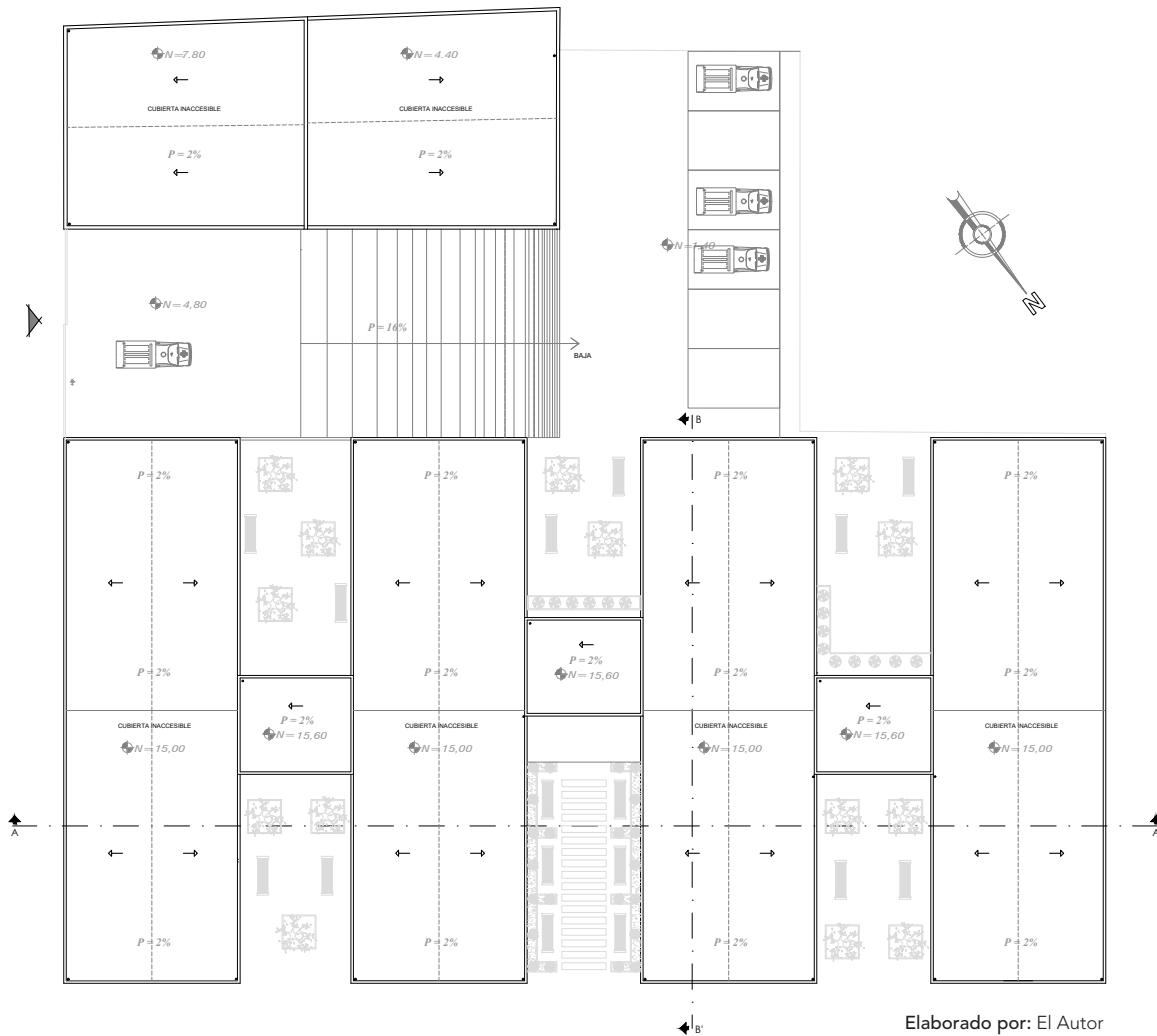 N=7.80
N=4.40
CUBIERTA INACCESIBLE
CUBIERTA INACCESIBLE
P = 2%
P = 2%
N=1.40
N
N=4,80
P = 16%
BAJA
B
P = 2%
P = 2%
P = 2%
P = 2%
P = 2%
P = 2%
P = 2%
P = 2%
P = 2%
N=15,60
P = 2%
N=15,60
P = 2%
N=15,60
CUBIERTA INACCESIBLE
CUBIERTA INACCESIBLE
CUBIERTA INACCESIBLE
CUBIERTA INACCESIBLE
N=15,00
N=15,00
N=15,00
N=15,00
A
A
P = 2%
P = 2%
P = 2%
P = 2%
B'
Elaborado por: El Autor